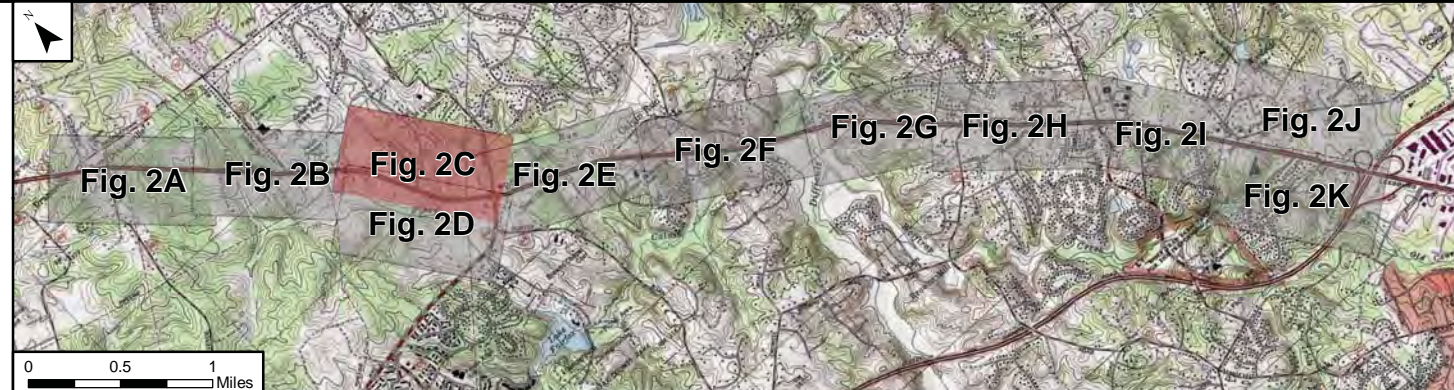 N
Fig. 2A
Fig. 2B
Fig. 2C
Fig. 2D
Fig. 2E
Fig. 2F
Fig. 2G
Fig. 2H
Fig. 2I
Fig. 2J
Fig. 2K
0 0.5 1
Miles